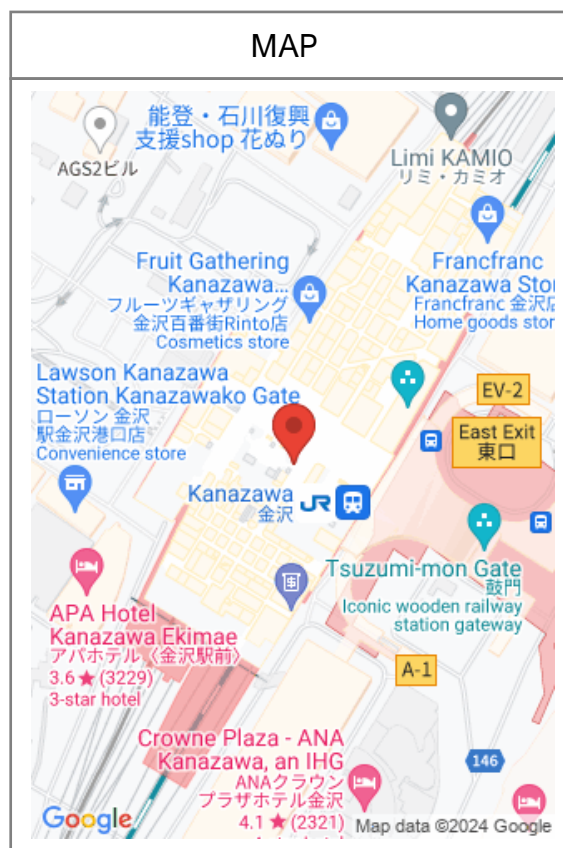 MAP
能登・石川復興
支援shop 花ぬり
AGS2ビル
Limi KAMIO
リミ・カミオ
Fruit Gathering
Kanazawa...
フルーツギャザリング
金沢百番街Rinto店
Cosmetics store
Francfranc
Kanazawa Stor
Francfranc 金沢店
Home goods stor
Lawson Kanazawa
Station Kanazawako Gate
ローソン 金沢
駅金沢港口店
Convenience store
EV-2
East Exit
東口
Kanazawa
金沢
JR
Tsuzumi-mon Gate
鼓門
Iconic wooden railway
station gateway
APA Hotel
Kanazawa Ekimae
アパホテル〈金沢駅前〉
3.6★(3229)
3-star hotel
A-1
Crowne Plaza - ANA
Kanazawa, an IHG
ANAクラウン
プラザホテル金沢
4.1★(2321)
146
Google
Map data ©2024 Google